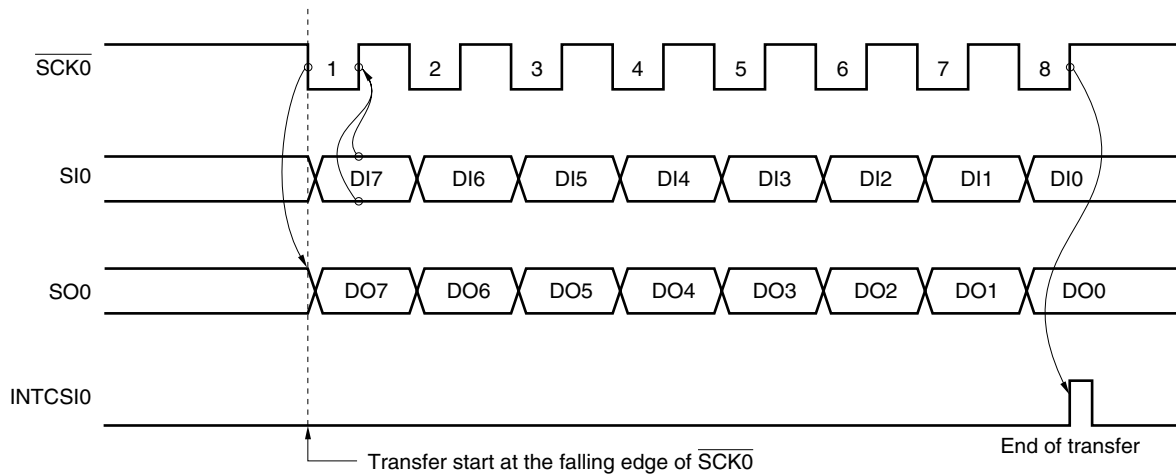 SCK0
1 2 3 4 5 6 7 8
SI0
DI7 DI6 DI5 DI4 DI3 DI2 DI1 DI0
SO0
DO7 DO6 DO5 DO4 DO3 DO2 DO1 DO0
INTCSI0
End of transfer
Transfer start at the falling edge of SCK0